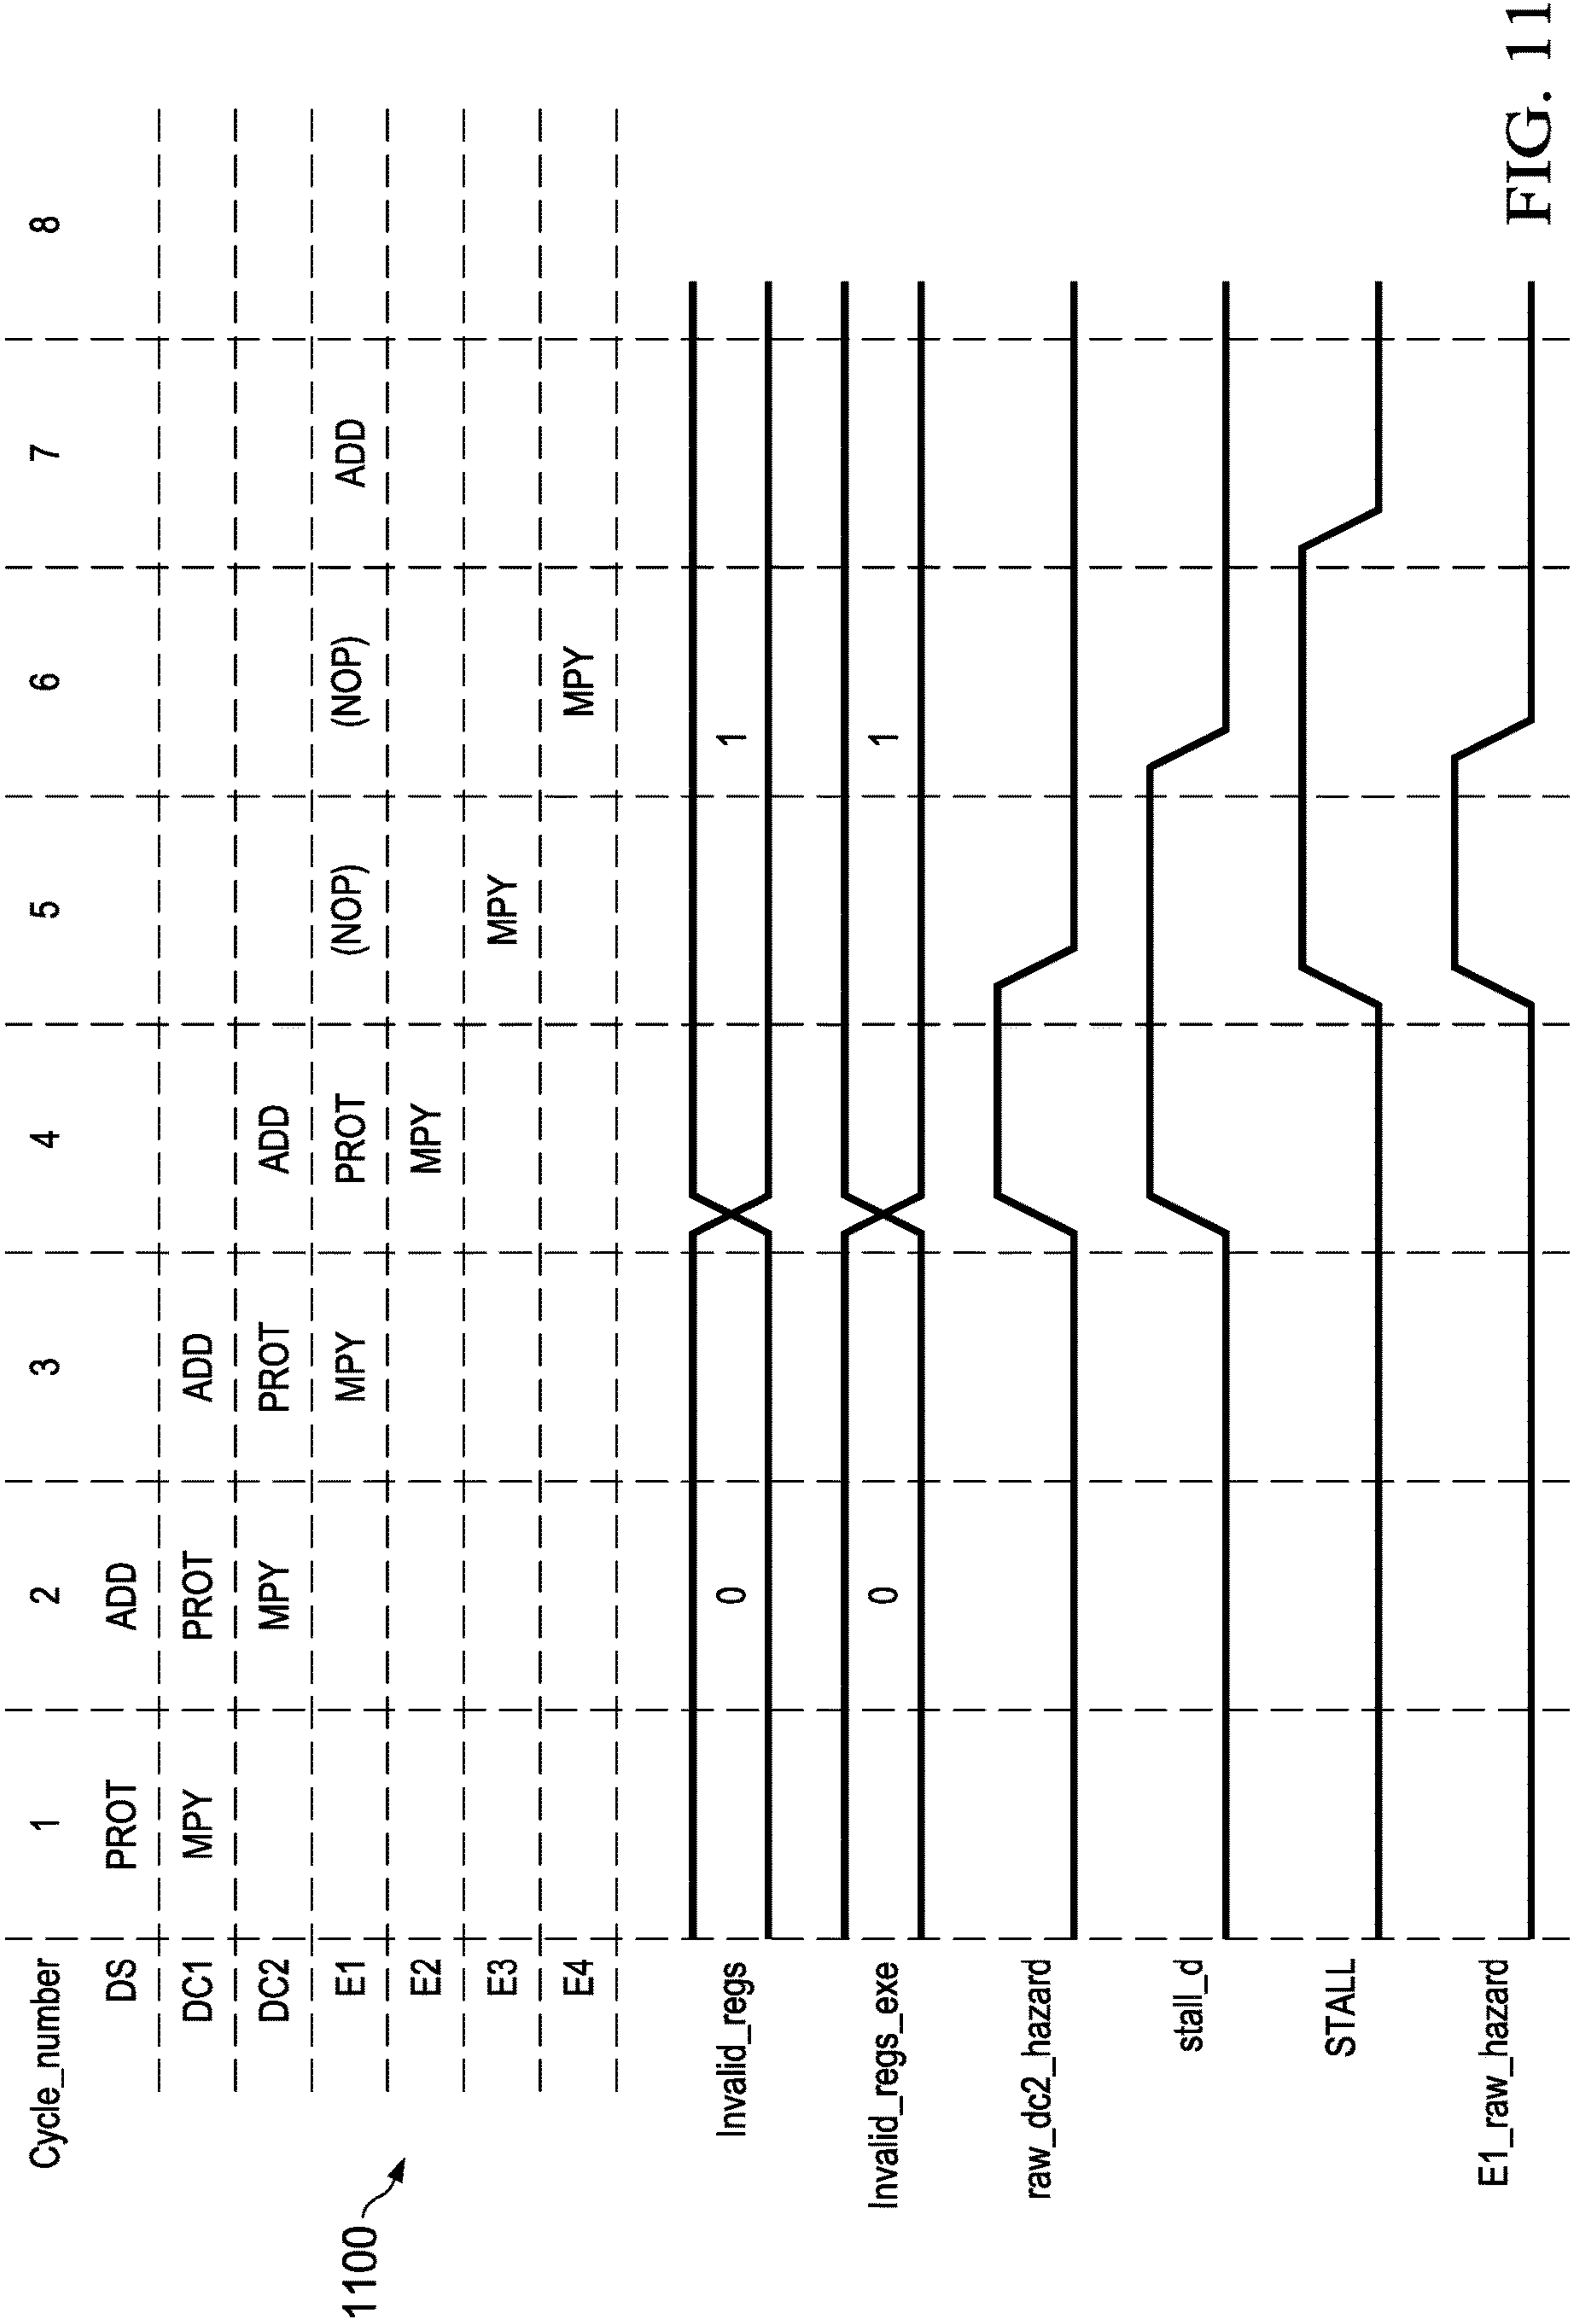 Cycle_number 1 2 3 4 5 6 7 8
DS PROT ADD
DC1 MPY PROT ADD
DC2 MPY PROT ADD
E1 MPY PROT (NOP) (NOP) ADD
E2 MPY
E3 MPY
E4 MPY
1100
Invalid_regs 0 1
Invalid_regs_exe 0 1
raw_dc2_hazard
stall_d
STALL
E1_raw_hazard
FIG. 11